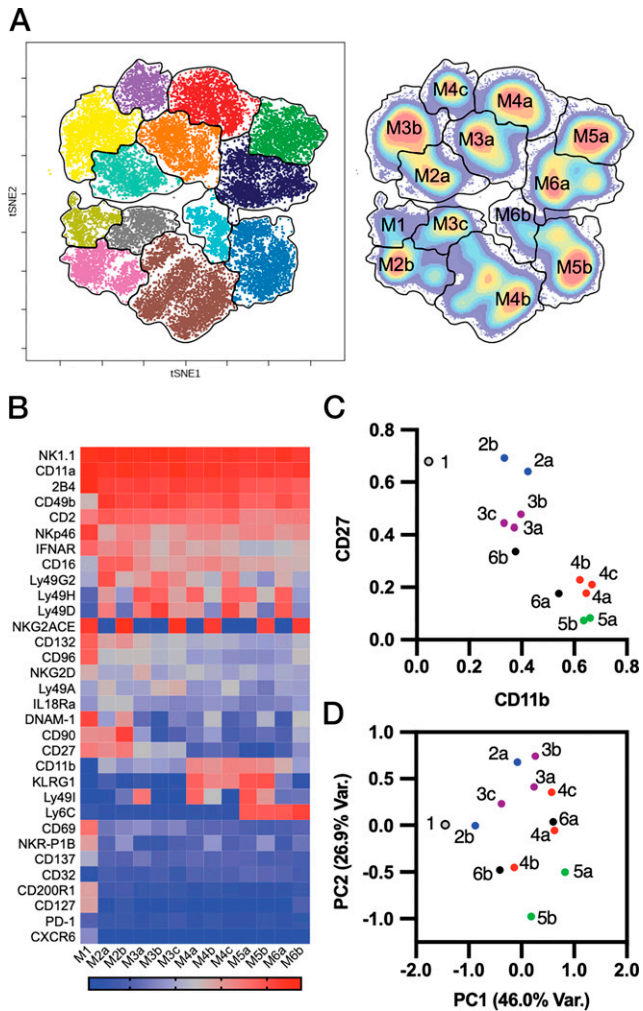 A
tSNE2
tSNE1
M4c
M4a
M3b
M3a
M5a
M2a
M6a
M1
M3c
M6b
M2b
M4b
M5b
B
NK1.1
CD11a
2B4
CD49b
CD2
NKp46
IFNAR
CD16
Ly49G2
Ly49H
Ly49D
NKG2ACE
CD132
CD96
NKG2D
Ly49A
IL18Ra
DNAM-1
CD90
CD27
CD11b
KLRG1
Ly49I
Ly6C
CD69
NKR-P1B
CD137
CD32
CD200R1
CD127
PD-1
CXCR6
M1 M2a M2b M3a M3b M3c M4a M4b M4c M5a M5b M6a M6b
C
CD27
0.8
0.6
0.4
0.2
0.0
1
2b
2a
3b
3c
3a
6b
4b
4c
6a
4a
5b
5a
0.0 0.2 0.4 0.6 0.8
CD11b
D
PC2 (26.9% Var.)
1.0
0.5
0.0
-0.5
-1.0
2a
3b
3a
4c
3c
1
2b
6a
4a
6b
4b
5a
5b
-2.0 -1.0 0.0 1.0 2.0
PC1 (46.0% Var.)